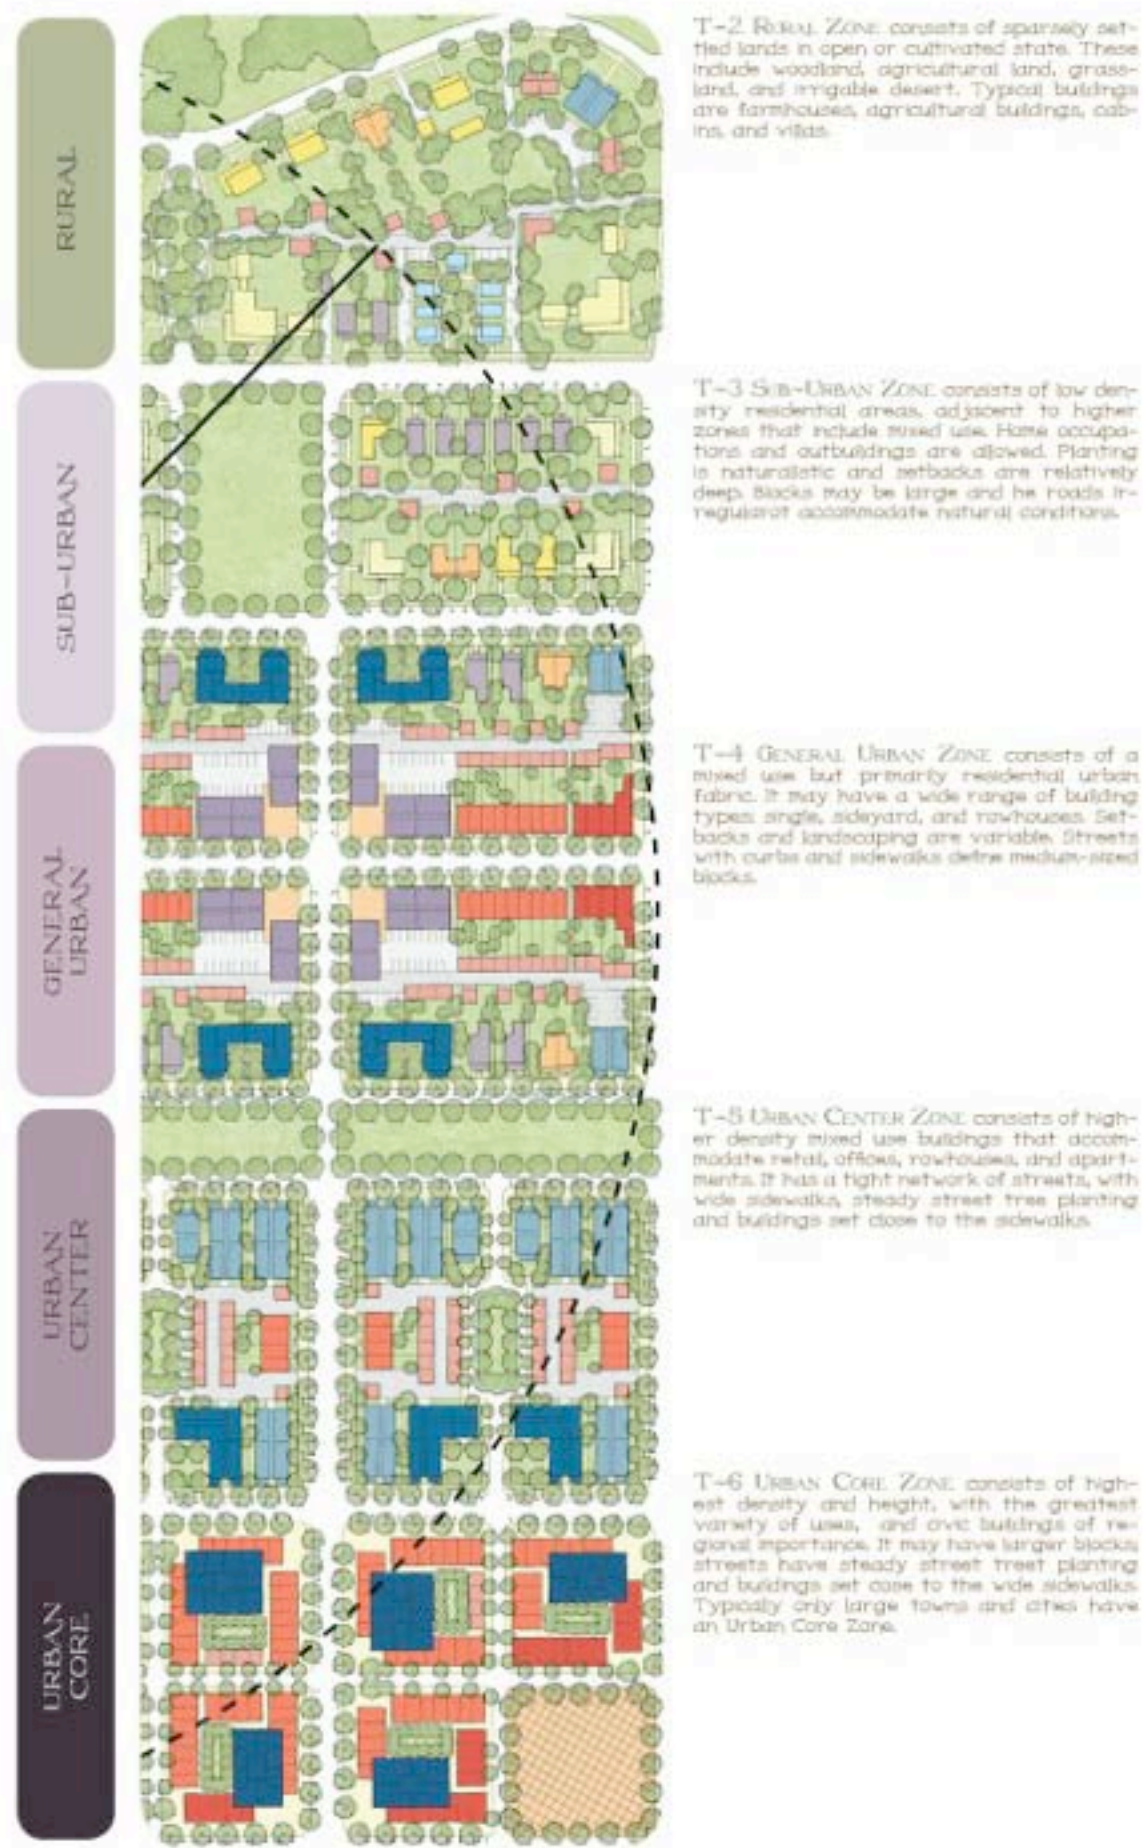 RURAL
T-2 RURAL ZONE consists of sparsely set-
tled lands in open or cultivated state. These
include woodland, agricultural land, grass-
land, and irrigable desert. Typical buildings
are farmhouses, agricultural buildings, cab-
ins, and villas.
SUB-URBAN
T-3 SUB-URBAN ZONE consists of low den-
sity residential areas, adjacent to higher
zones that include mixed use. Home occupa-
tions and outbuildings are allowed. Planting
is naturalistic and setbacks are relatively
deep. Blocks may be large and he roads ir-
regularot accommodate natural conditions.
GENERAL
URBAN
T-4 GENERAL URBAN ZONE consists of a
mixed use but primarily residential urban
fabric. It may have a wide range of building
types: single, sideyard, and rowhouses. Set-
backs and landscaping are variable. Streets
with curbs and sidewalks define medium-sized
blocks.
URBAN
CENTER
T-5 URBAN CENTER ZONE consists of high-
er density mixed use buildings that accom-
modate retal, offices, rowhouses, and apart-
ments. It has a tight network of streets, with
wide sidewalks, steady street tree planting
and buildings set close to the sidewalks.
URBAN
CORE
T-6 URBAN CORE ZONE consists of high-
est density and height, with the greatest
variety of uses, and civic buildings of re-
gional importance. It may have larger blocks;
streets have steady street treet planting
and buildings set cose to the wide sidewalks.
Typically only large towns and cities have
an Urban Core Zone.